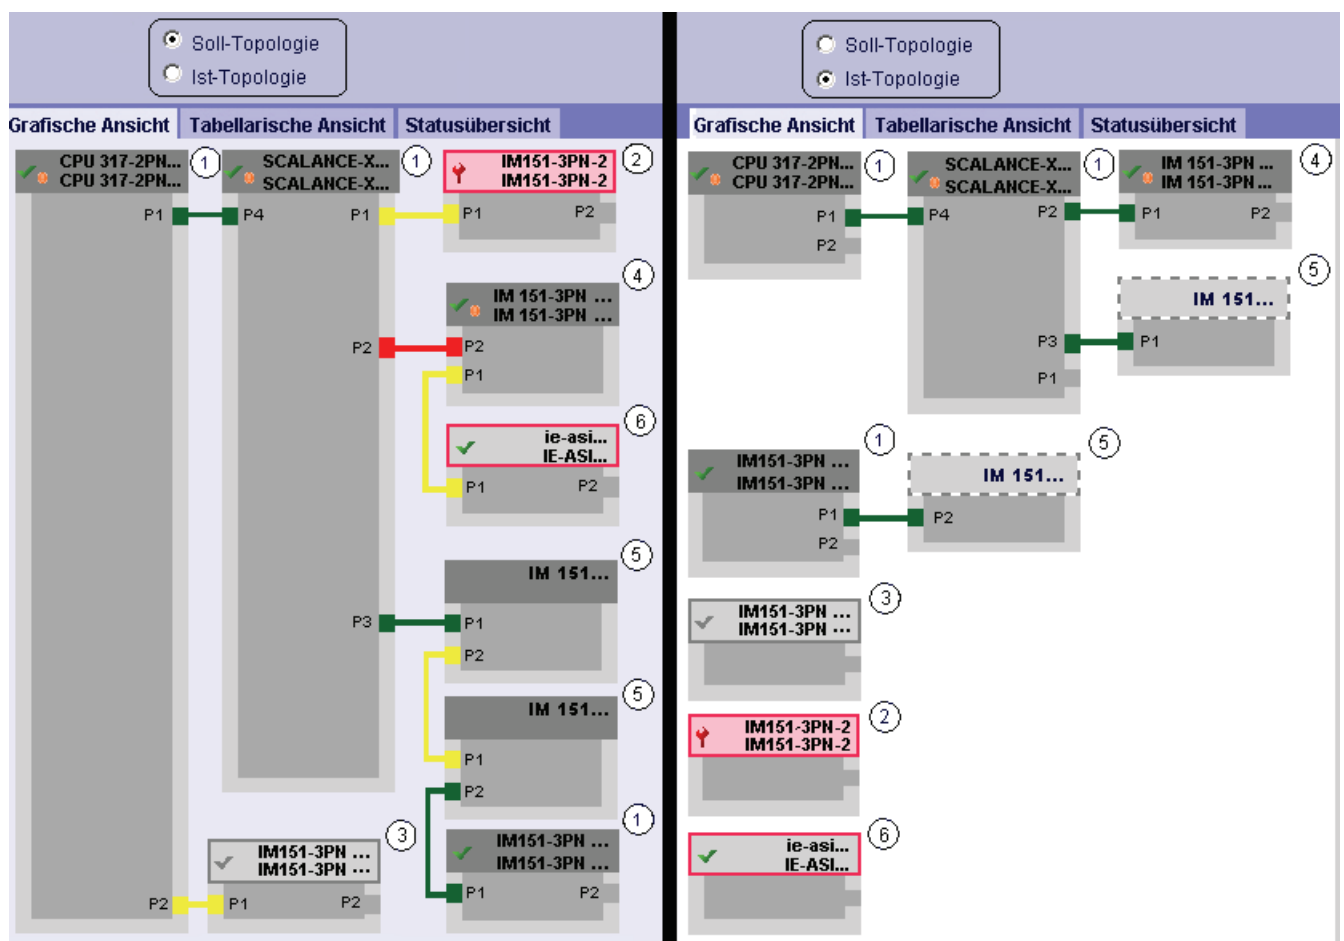 Soll-Topologie
Ist-Topologie
Grafische Ansicht
Tabellarische Ansicht
Statusübersicht
CPU 317-2PN...
CPU 317-2PN...
1
SCALANCE-X...
SCALANCE-X...
1
IM151-3PN-2
IM151-3PN-2
2
P1
P4
P1
P1
P2
4
IM 151-3PN ...
IM 151-3PN ...
P2
P2
P1
6
ie-asi...
IE-ASI...
P1
P2
5
IM 151...
P3
P1
P2
5
IM 151...
P1
P2
1
IM151-3PN ...
IM151-3PN ...
P1
P2
3
IM151-3PN ...
IM151-3PN ...
P2
P1
P2
Soll-Topologie
Ist-Topologie
Grafische Ansicht
Tabellarische Ansicht
Statusübersicht
CPU 317-2PN...
CPU 317-2PN...
1
SCALANCE-X...
SCALANCE-X...
1
IM 151-3PN ...
IM 151-3PN ...
4
P1
P4
P2
P1
P2
P2
5
IM 151...
P3
P1
P1
1
IM151-3PN ...
IM151-3PN ...
5
IM 151...
P1
P2
P2
3
IM151-3PN ...
IM151-3PN ...
2
IM151-3PN-2
IM151-3PN-2
6
ie-asi...
IE-ASI...